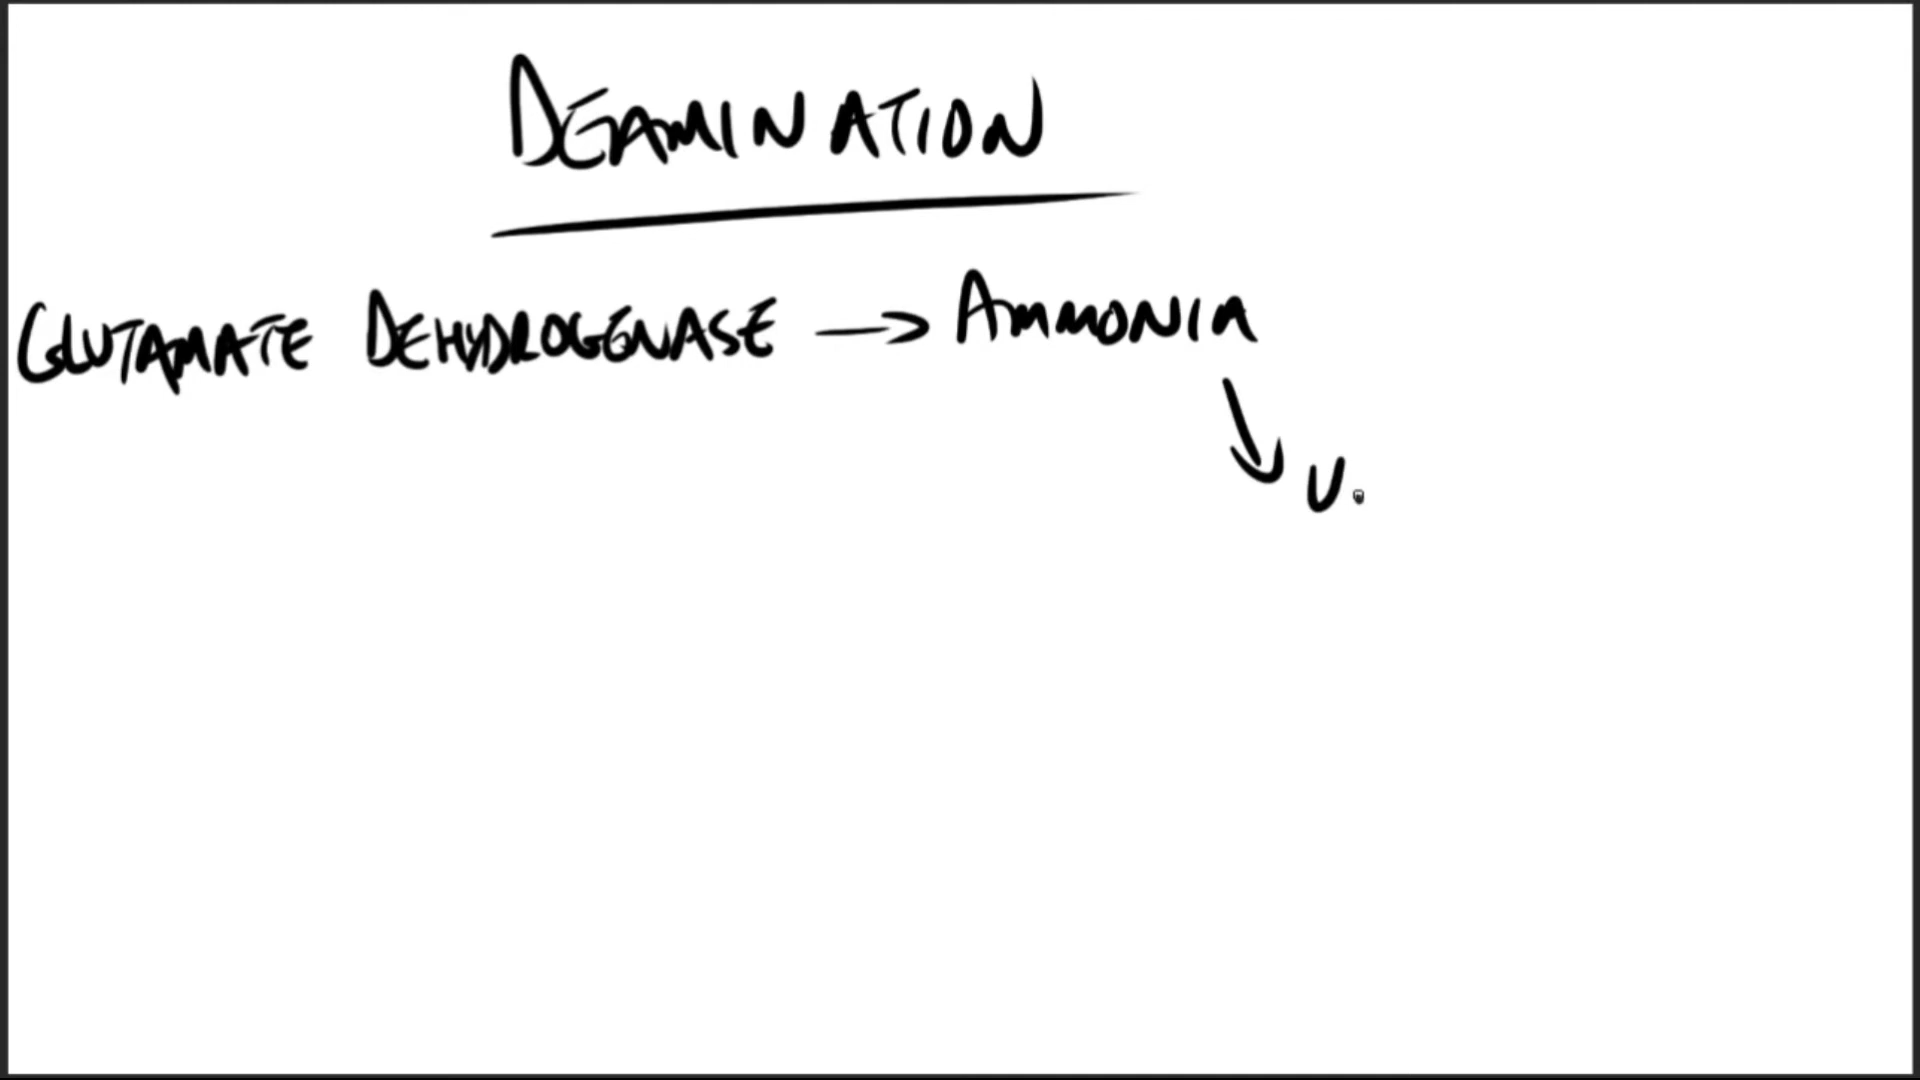 DEAMINATION
GLUTAMATE DEHYDROGENASE → AMMONIA
U